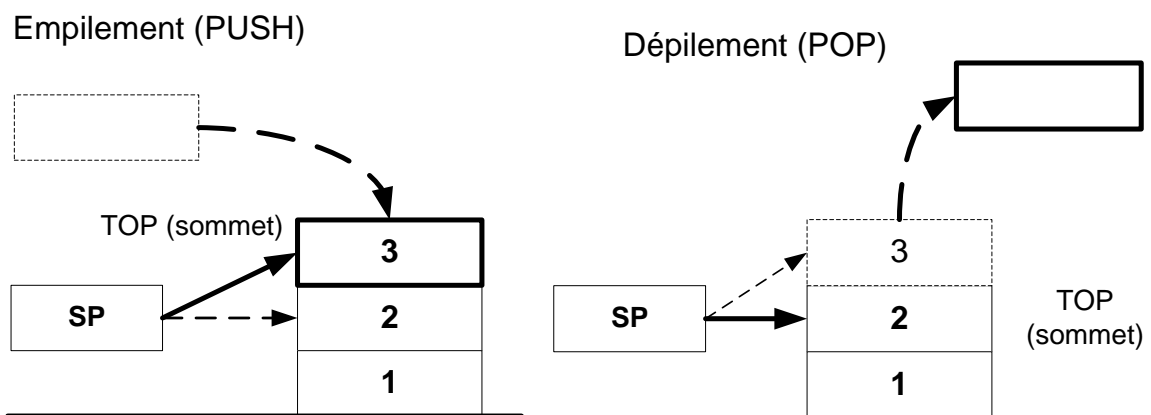 Empilement (PUSH)
TOP (sommet)
3
SP
2
1
Dépilement (POP)
3
SP
2
TOP
(sommet)
1